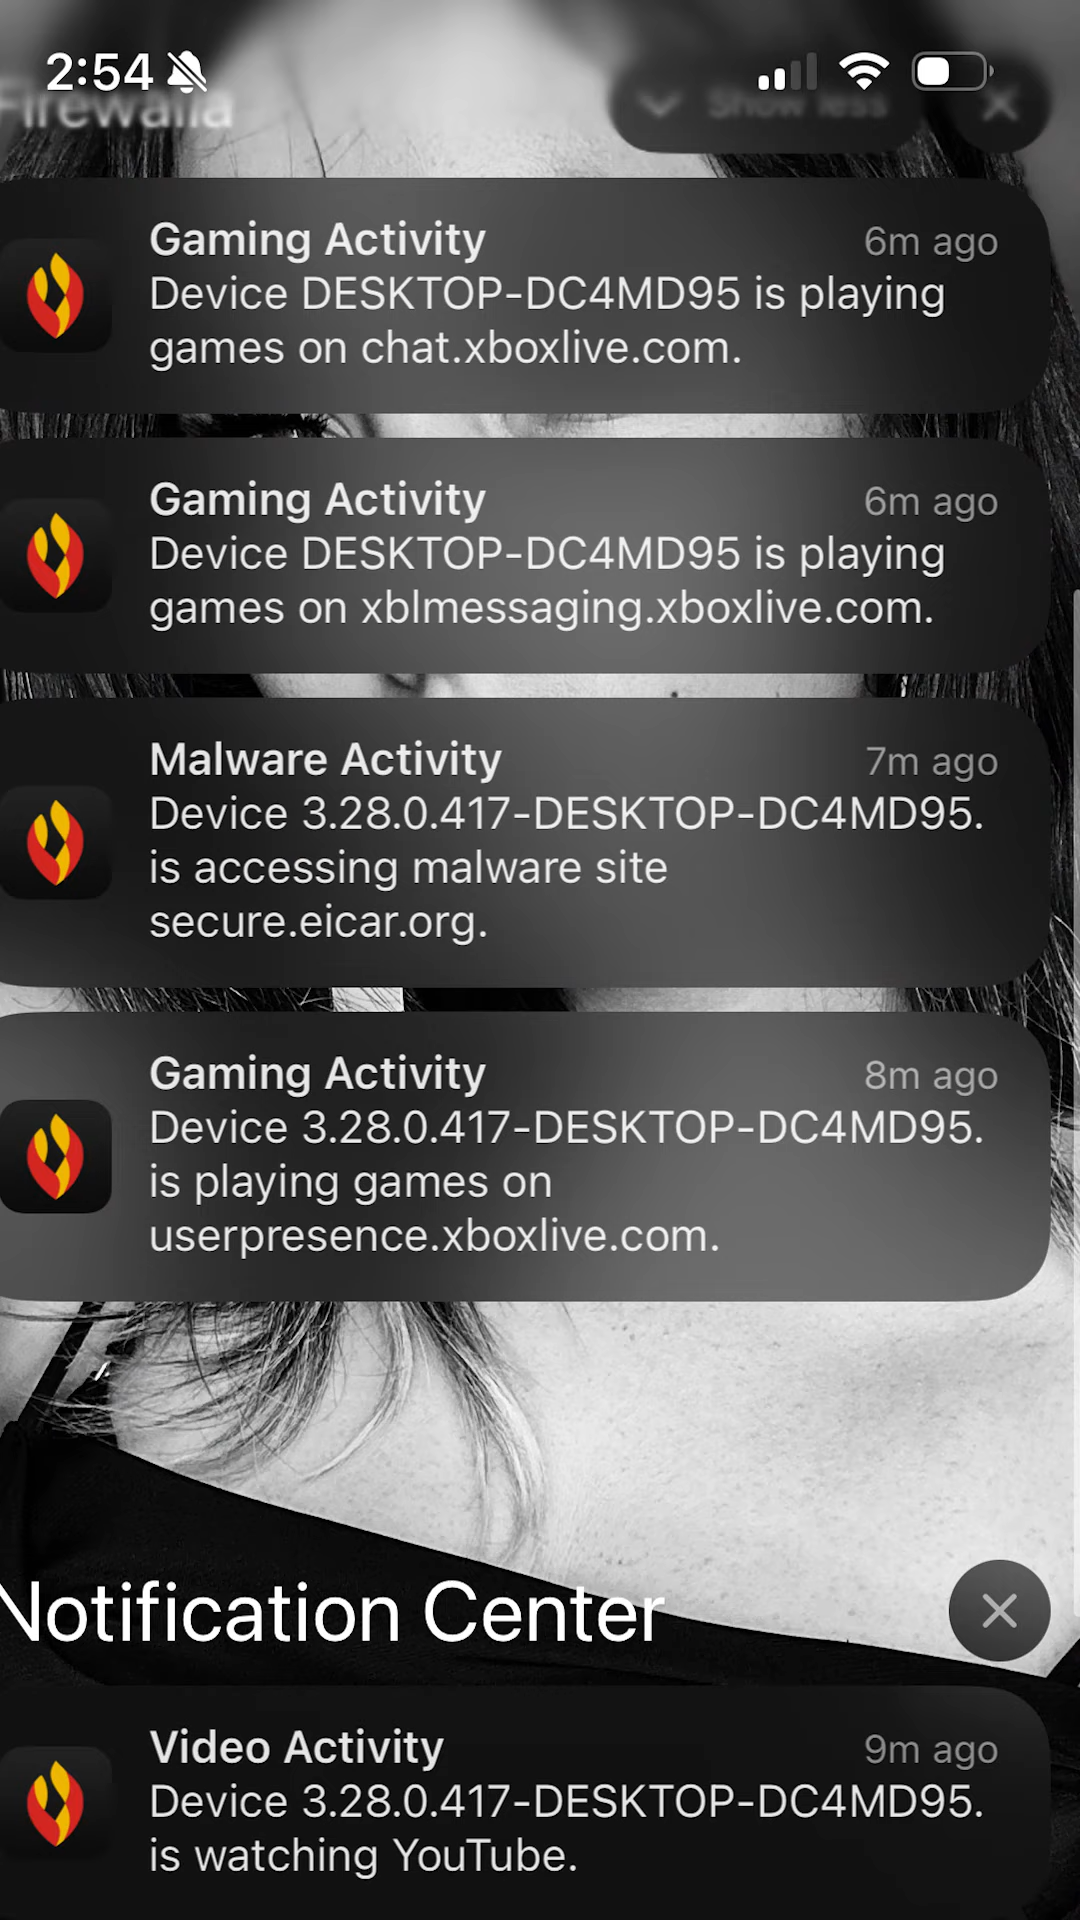 2:54
Firewalla
Show less
Gaming Activity
6m ago
Device DESKTOP-DC4MD95 is playing
games on chat.xboxlive.com.
Gaming Activity
6m ago
Device DESKTOP-DC4MD95 is playing
games on xblmessaging.xboxlive.com.
Malware Activity
7m ago
Device 3.28.0.417-DESKTOP-DC4MD95.
is accessing malware site
secure.eicar.org.
Gaming Activity
8m ago
Device 3.28.0.417-DESKTOP-DC4MD95.
is playing games on
userpresence.xboxlive.com.
Notification Center
Video Activity
9m ago
Device 3.28.0.417-DESKTOP-DC4MD95.
is watching YouTube.